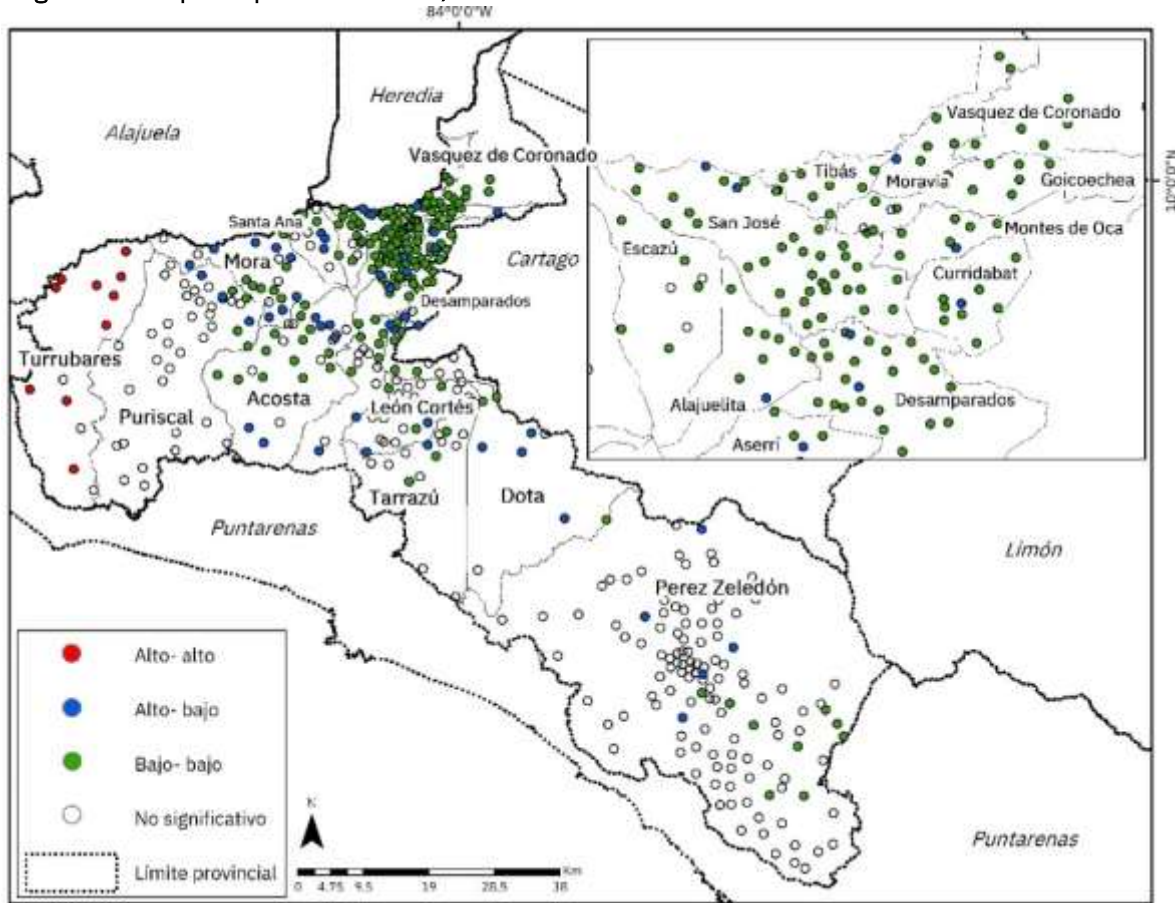 84°0'0"W
Heredia
Alajuela
Vasquez de Coronado
Santa Ana
Mora
Cartago
Desamparados
Turrubares
Puriscal
Acosta
León Cortés
Tarrazú
Dota
Puntarenas
Perez Zeledón
Limón
Puntarenas
10°0'0"N
Vasquez de Coronado
Tibás
Moravia
Goicoechea
San José
Montes de Oca
Escazú
Curridabat
Alajuelita
Desamparados
Aserrí
Alto- alto
Alto- bajo
Bajo- bajo
No significativo
Límite provincial
0 4.75 9.5 19 28.5 38 Km